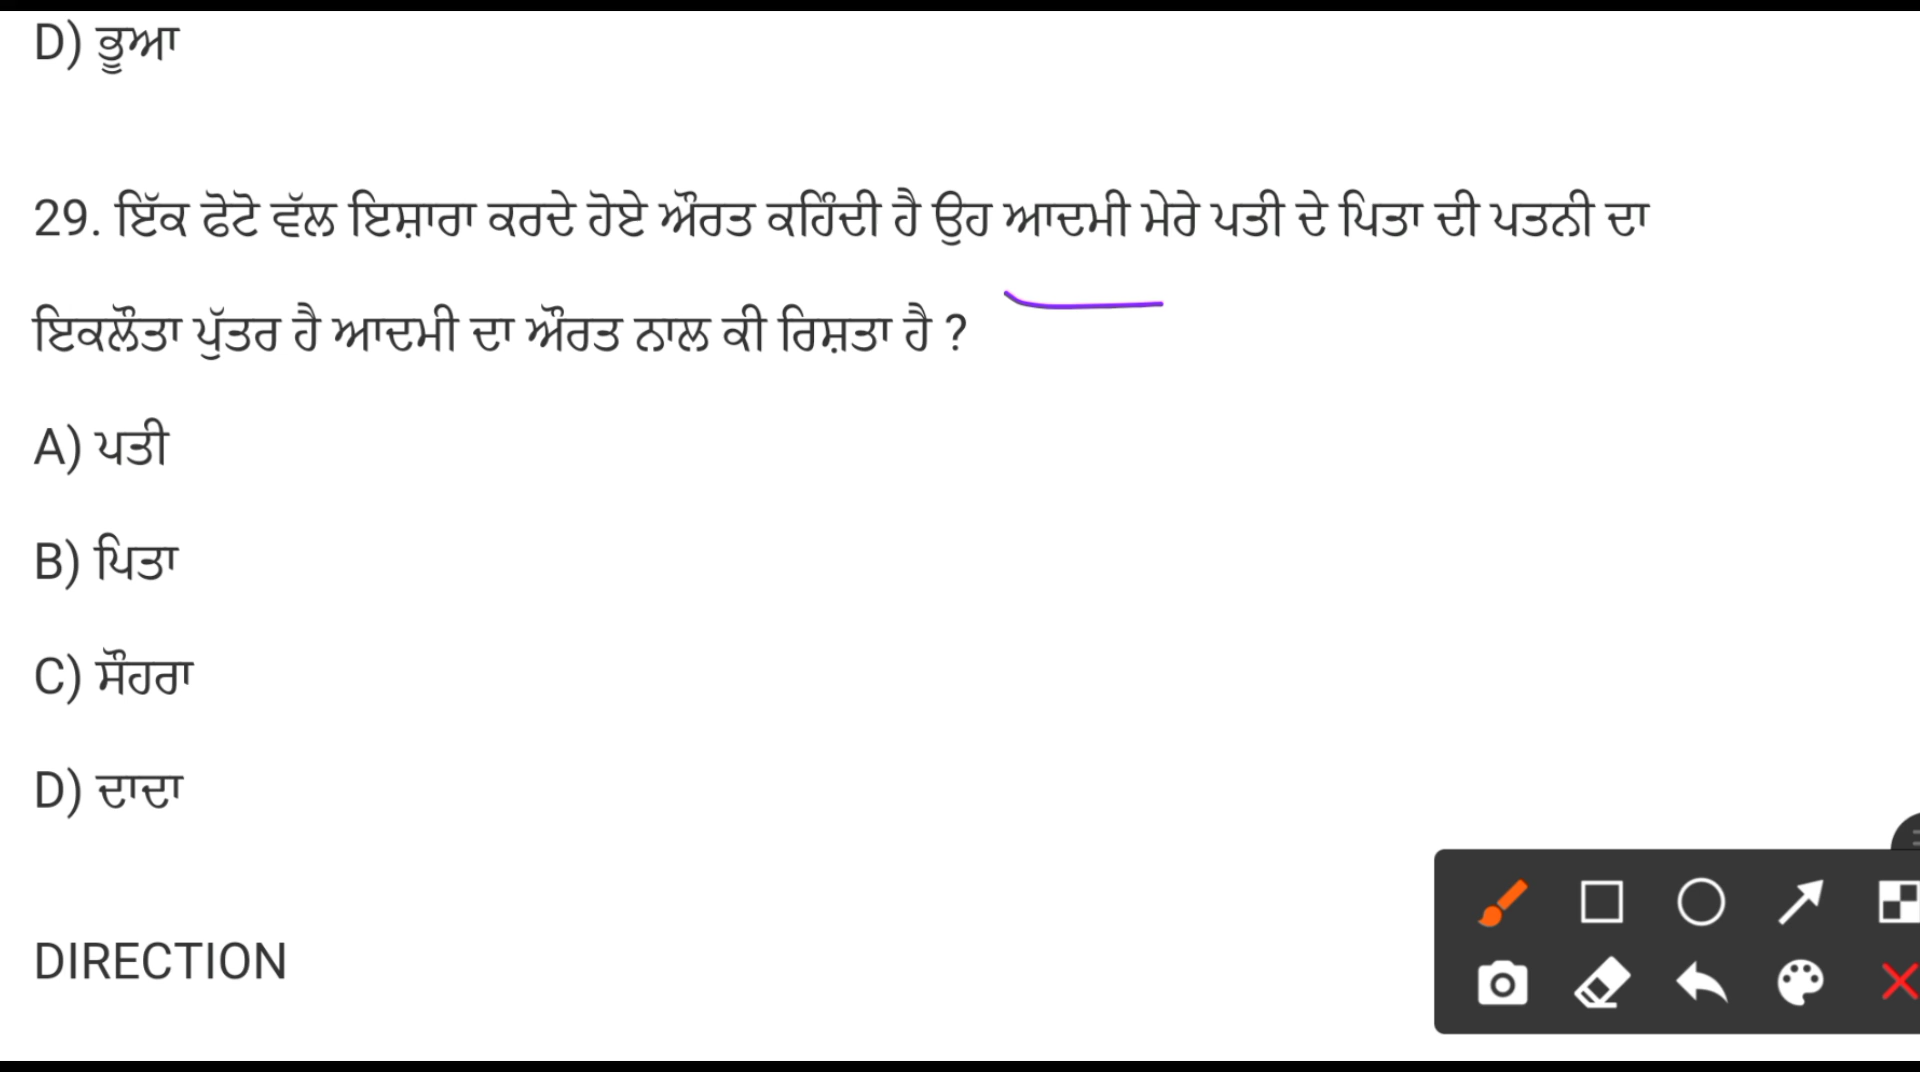 D) ਭੂਆ
29. ਇੱਕ ਫੋਟੋ ਵੱਲ ਇਸ਼ਾਰਾ ਕਰਦੇ ਹੋਏ ਔਰਤ ਕਹਿੰਦੀ ਹੈ ਉਹ ਆਦਮੀ ਮੇਰੇ ਪਤੀ ਦੇ ਪਿਤਾ ਦੀ ਪਤਨੀ ਦਾ
ਇਕਲੌਤਾ ਪੁੱਤਰ ਹੈ ਆਦਮੀ ਦਾ ਔਰਤ ਨਾਲ ਕੀ ਰਿਸ਼ਤਾ ਹੈ ?
A) ਪਤੀ
B) ਪਿਤਾ
C) ਸੌਹਰਾ
D) ਦਾਦਾ
DIRECTION